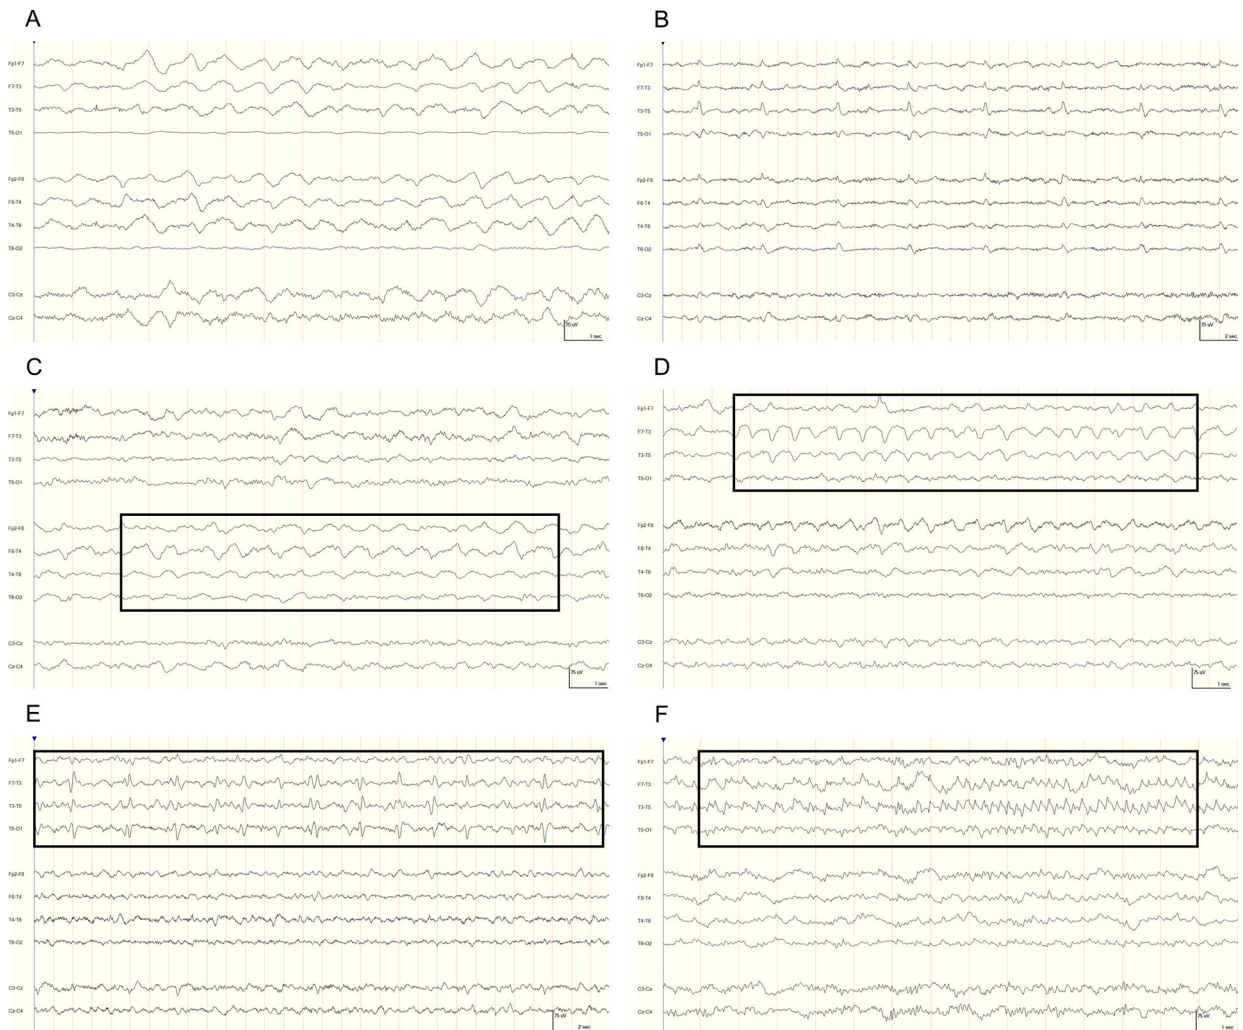 A
Fp1-F7
F7-T3
T3-T5
T5-O1
Fp2-F8
F8-T4
T4-T6
T6-O2
C3-Cz
Cz-C4
75 uV
1 sec
B
Fp1-F7
F7-T3
T3-T5
T5-O1
Fp2-F8
F8-T4
T4-T6
T6-O2
C3-Cz
Cz-C4
75 uV
2 sec
C
Fp1-F7
F7-T3
T3-T5
T5-O1
Fp2-F8
F8-T4
T4-T6
T6-O2
C3-Cz
Cz-C4
75 uV
1 sec
D
Fp1-F7
F7-T3
T3-T5
T5-O1
Fp2-F8
F8-T4
T4-T6
T6-O2
C3-Cz
Cz-C4
75 uV
1 sec
E
Fp1-F7
F7-T3
T3-T5
T5-O1
Fp2-F8
F8-T4
T4-T6
T6-O2
C3-Cz
Cz-C4
75 uV
2 sec
F
Fp1-F7
F7-T3
T3-T5
T5-O1
Fp2-F8
F8-T4
T4-T6
T6-O2
C3-Cz
Cz-C4
75 uV
1 sec